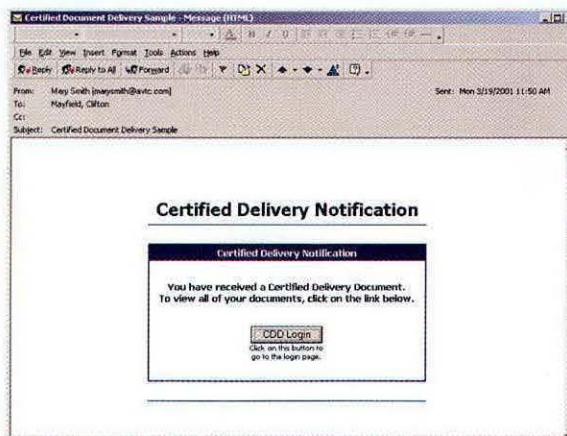 Certified Document Delivery Sample - Message (HTML)
A B I U
File Edit View Insert Format Tools Actions Help
Reply Reply to All Forward
From: Mary Smith [marysmith@avtc.com] Sent: Mon 3/19/2001 11:50 AM
To: Mayfield, Clifton
Cc:
Subject: Certified Document Delivery Sample
Certified Delivery Notification
Certified Delivery Notification
You have received a Certified Delivery Document.
To view all of your documents, click on the link below.
CDD Login
Click on this button to
go to the login page.